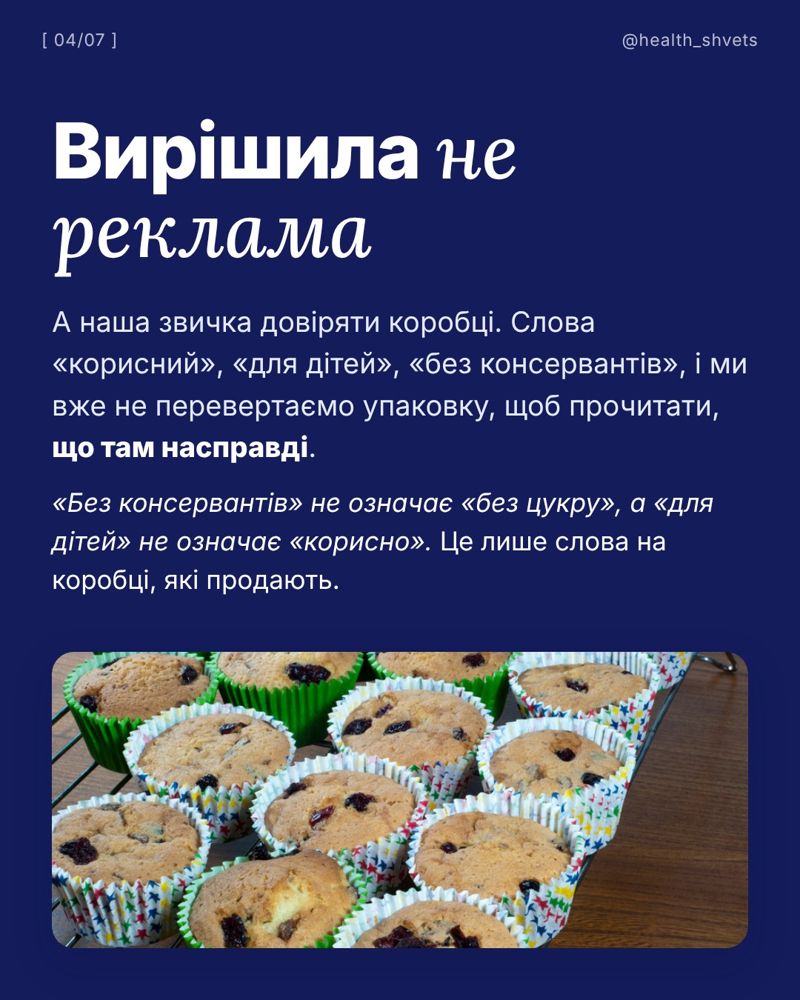 [ 04/07 ]
@health_shvets
Вирішила не
реклама
А наша звичка довіряти коробці. Слова
«корисний», «для дітей», «без консервантів», і ми
вже не перевертаємо упаковку, щоб прочитати,
що там насправді.
«Без консервантів» не означає «без цукру», а «для
дітей» не означає «корисно». Це лише слова на
коробці, які продають.